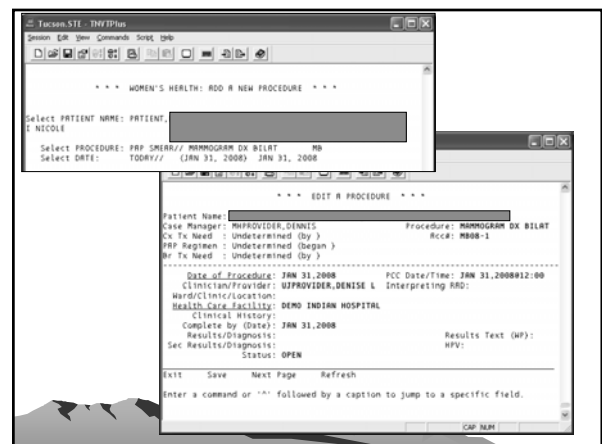 Tucson.STE - TNVTPlus
Session Edit View Commands Script Help
* * * WOMEN'S HEALTH: ADD A NEW PROCEDURE * * *
Select PATIENT NAME: PATIENT,
I NICOLE
Select PROCEDURE: PAP SMEAR// MAMMOGRAM DX BILAT MB
Select DATE: TODAY// (JAN 31, 2008) JAN 31, 2008
* * * EDIT A PROCEDURE * * *
Patient Name:
Case Manager: MHPROVIDER,DENNIS Procedure: MAMMOGRAM DX BILAT
Cx Tx Need : Undetermined (by ) Acc#: MB08-1
PAP Regimen : Undetermined (began )
Br Tx Need : Undetermined (by )
Date of Procedure: JAN 31,2008 PCC Date/Time: JAN 31,2008@12:00
Clinician/Provider: UJPROVIDER,DENISE L Interpreting RAD:
Ward/Clinic/Location:
Health Care Facility: DEMO INDIAN HOSPITAL
Clinical History:
Complete by (Date): JAN 31,2008
Results/Diagnosis: Results Text (WP):
Sec Results/Diagnosis: HPV:
Status: OPEN
Exit Save Next Page Refresh
Enter a command or '^' followed by a caption to jump to a specific field.
CAP NUM